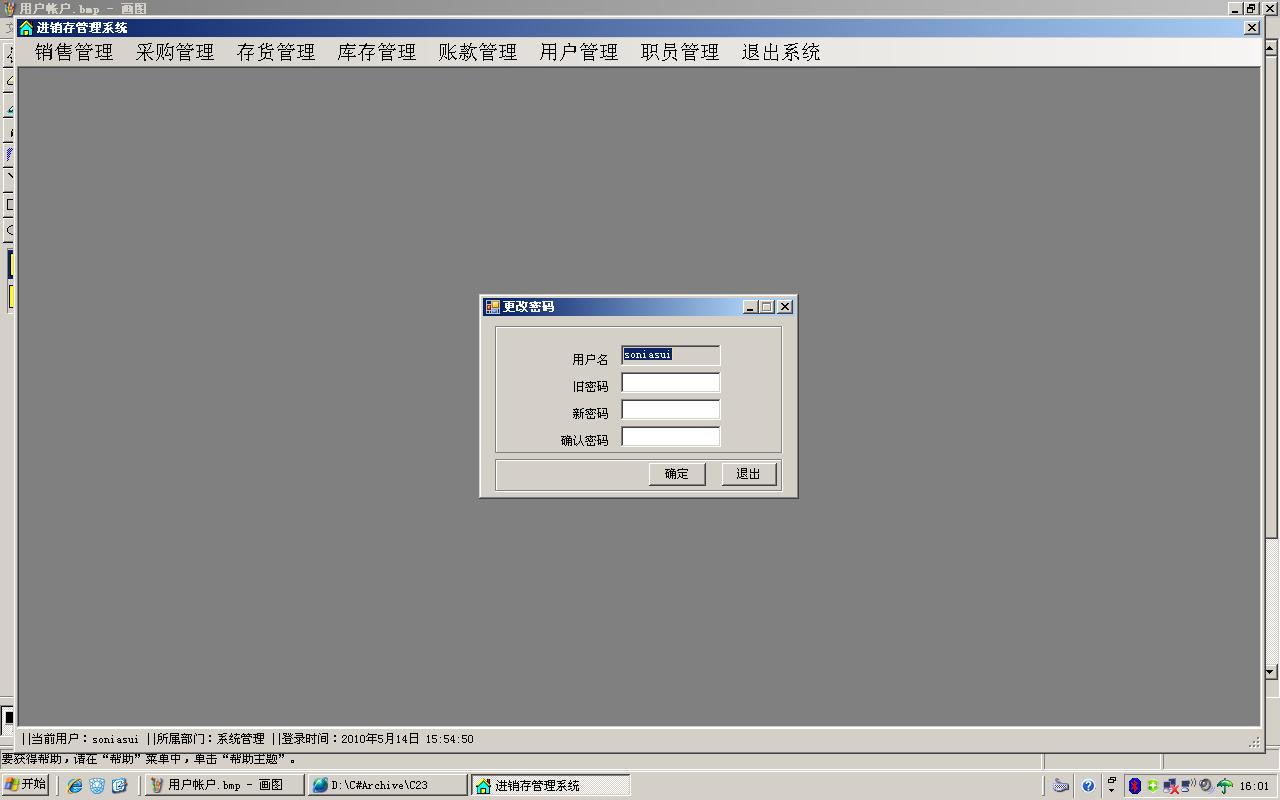 用户帐户.bmp - 画图
进销存管理系统
销售管理 采购管理 存货管理 库存管理 账款管理 用户管理 职员管理 退出系统
更改密码
用户名 soniasui
旧密码
新密码
确认密码
确定 退出
||当前用户：soniasui ||所属部门：系统管理 ||登录时间：2010年5月14日 15:54:50
要获得帮助，请在“帮助”菜单中，单击“帮助主题”。
开始 用户帐户.bmp - 画图 D:\C#Archive\C23 进销存管理系统 16:01